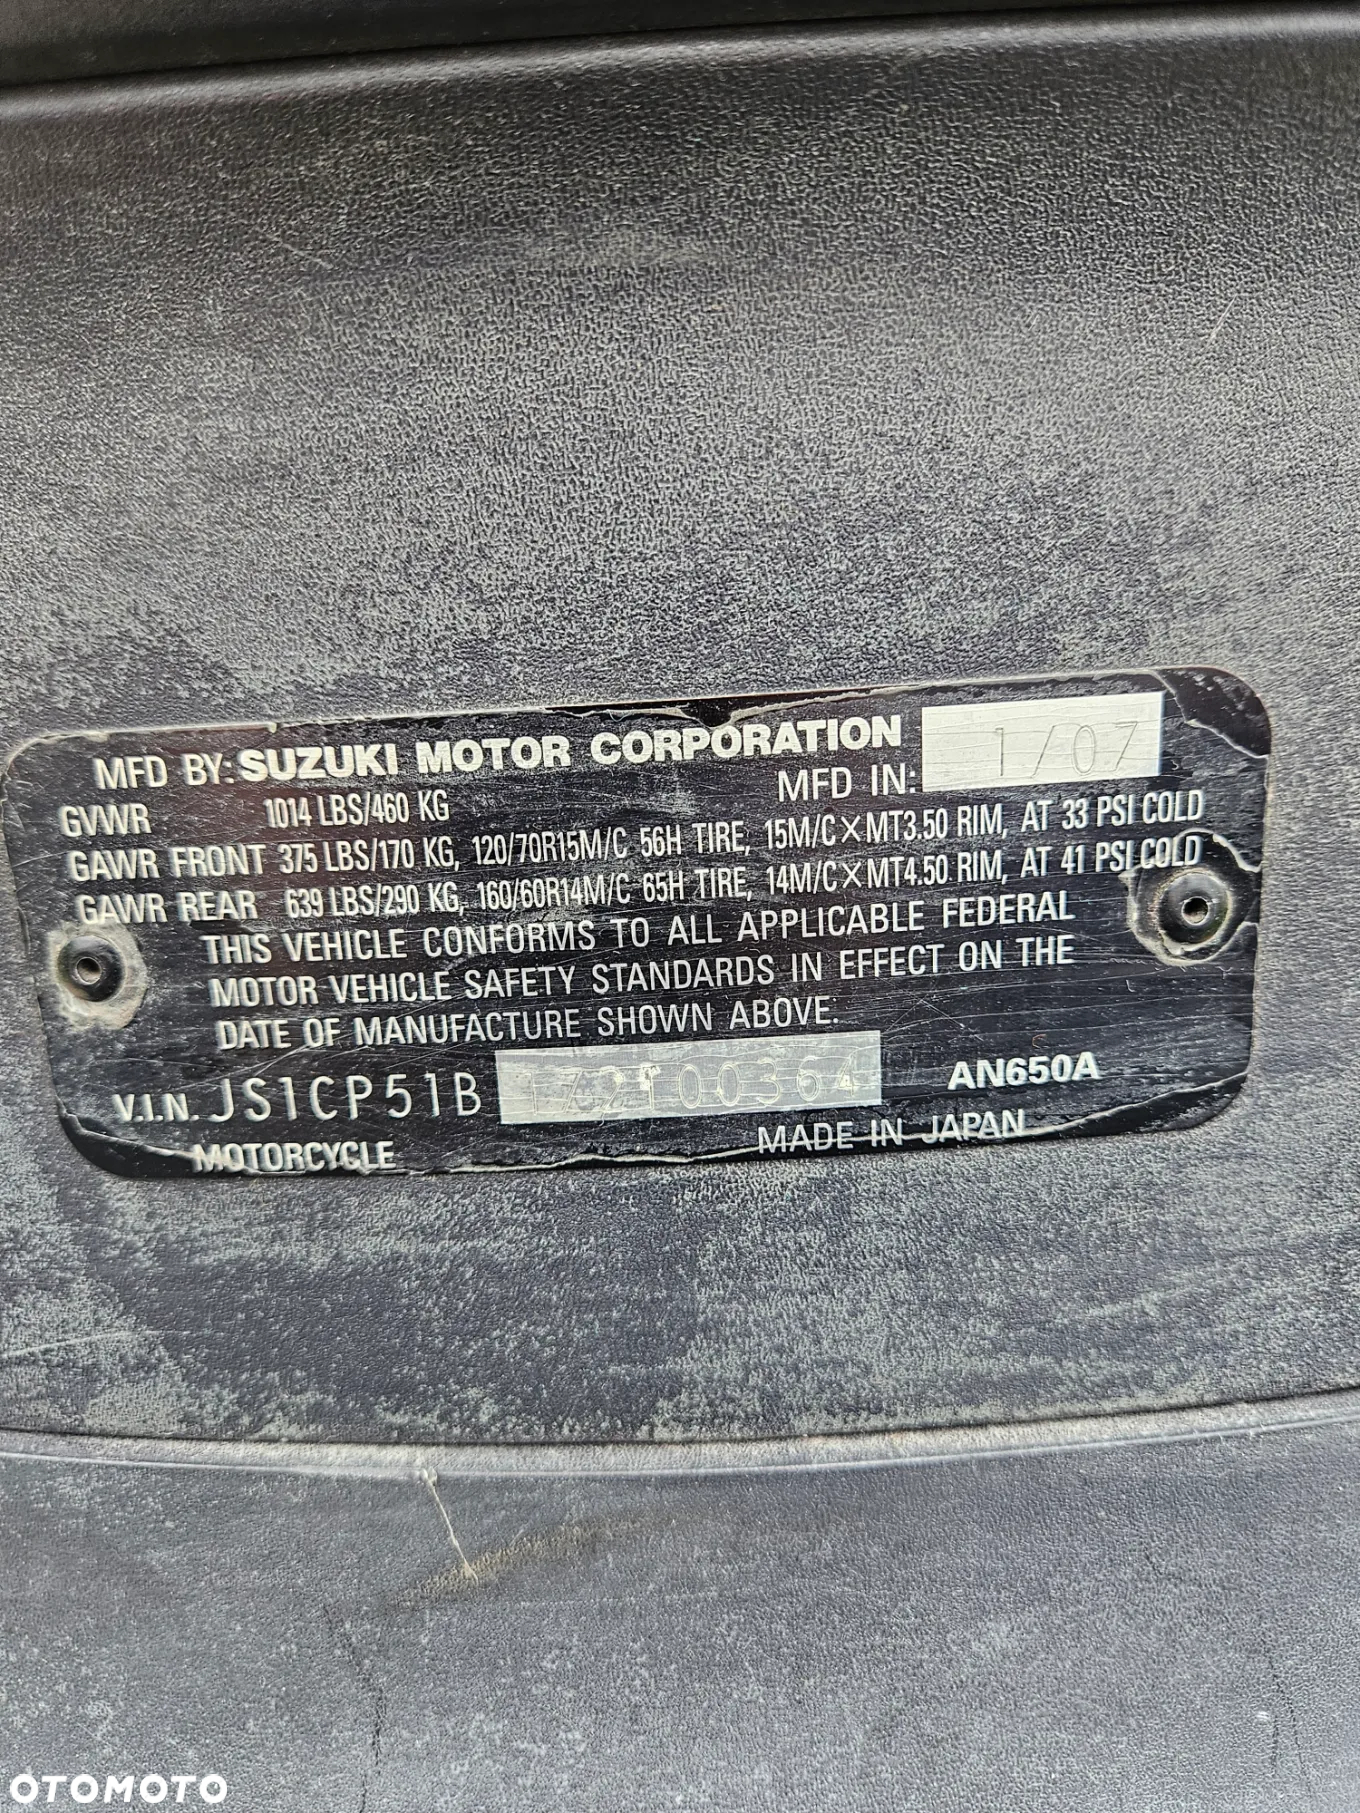 MFD BY: SUZUKI MOTOR CORPORATION
MFD IN: 1/07
GVWR 1014 LBS/460 KG
GAWR FRONT 375 LBS/170 KG, 120/70R15M/C 56H TIRE, 15M/C×MT3.50 RIM, AT 33 PSI COLD
GAWR REAR 639 LBS/290 KG, 160/60R14M/C 65H TIRE, 14M/C×MT4.50 RIM, AT 41 PSI COLD
THIS VEHICLE CONFORMS TO ALL APPLICABLE FEDERAL
MOTOR VEHICLE SAFETY STANDARDS IN EFFECT ON THE
DATE OF MANUFACTURE SHOWN ABOVE.
V.I.N. JS1CP51B 172100364 AN650A
MOTORCYCLE MADE IN JAPAN
OTOMOTO